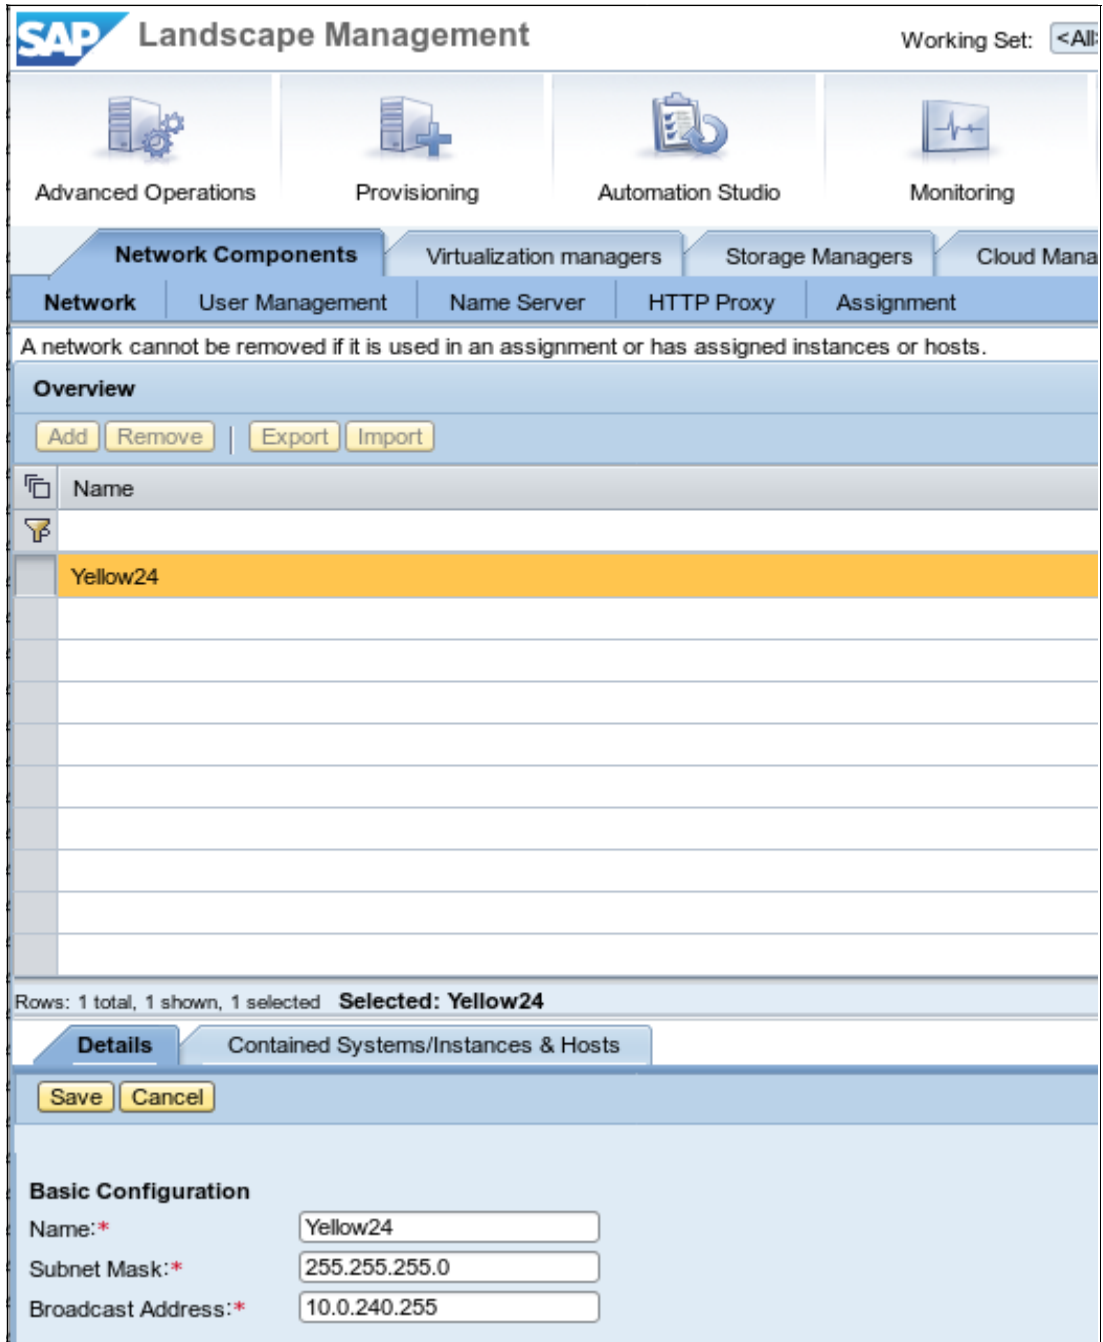 SAP Landscape Management Working Set: <All>
Advanced Operations Provisioning Automation Studio Monitoring
Network Components Virtualization managers Storage Managers Cloud Mana
Network User Management Name Server HTTP Proxy Assignment
A network cannot be removed if it is used in an assignment or has assigned instances or hosts.
Overview
Add Remove Export Import
Name
Yellow24
Rows: 1 total, 1 shown, 1 selected Selected: Yellow24
Details Contained Systems/Instances & Hosts
Save Cancel
Basic Configuration
Name:* Yellow24
Subnet Mask:* 255.255.255.0
Broadcast Address:* 10.0.240.255